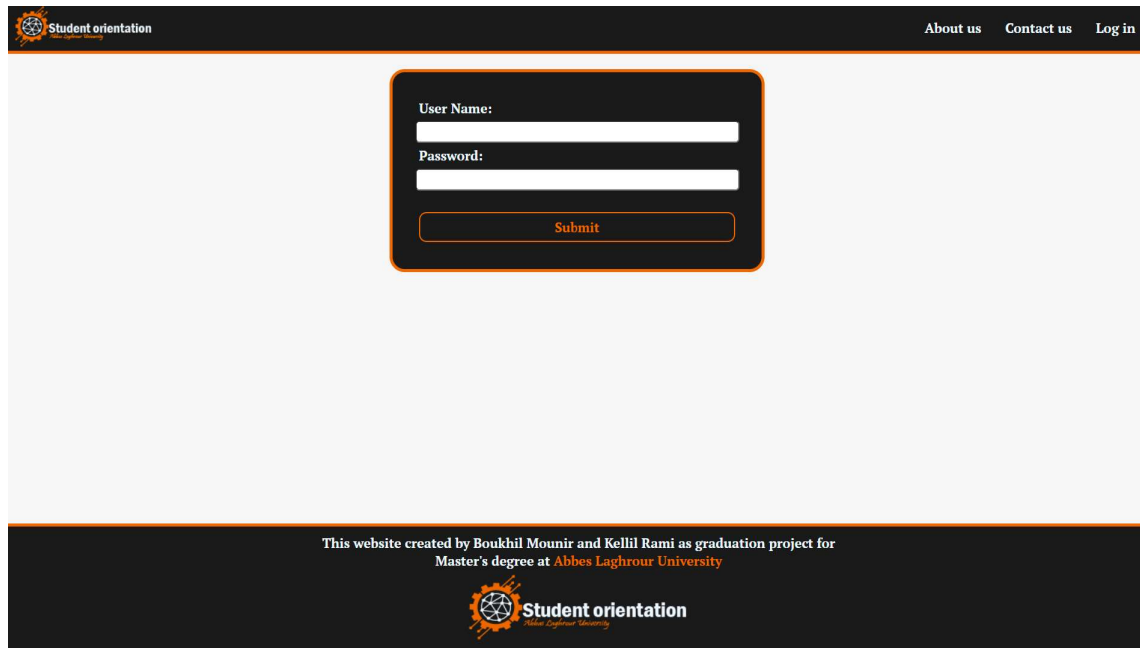 Student orientation
Abbes Laghrour University
About us
Contact us
Log in
User Name:
Password:
Submit
This website created by Boukhil Mounir and Kellil Rami as graduation project for
Master's degree at Abbes Laghrour University
Student orientation
Abbes Laghrour University